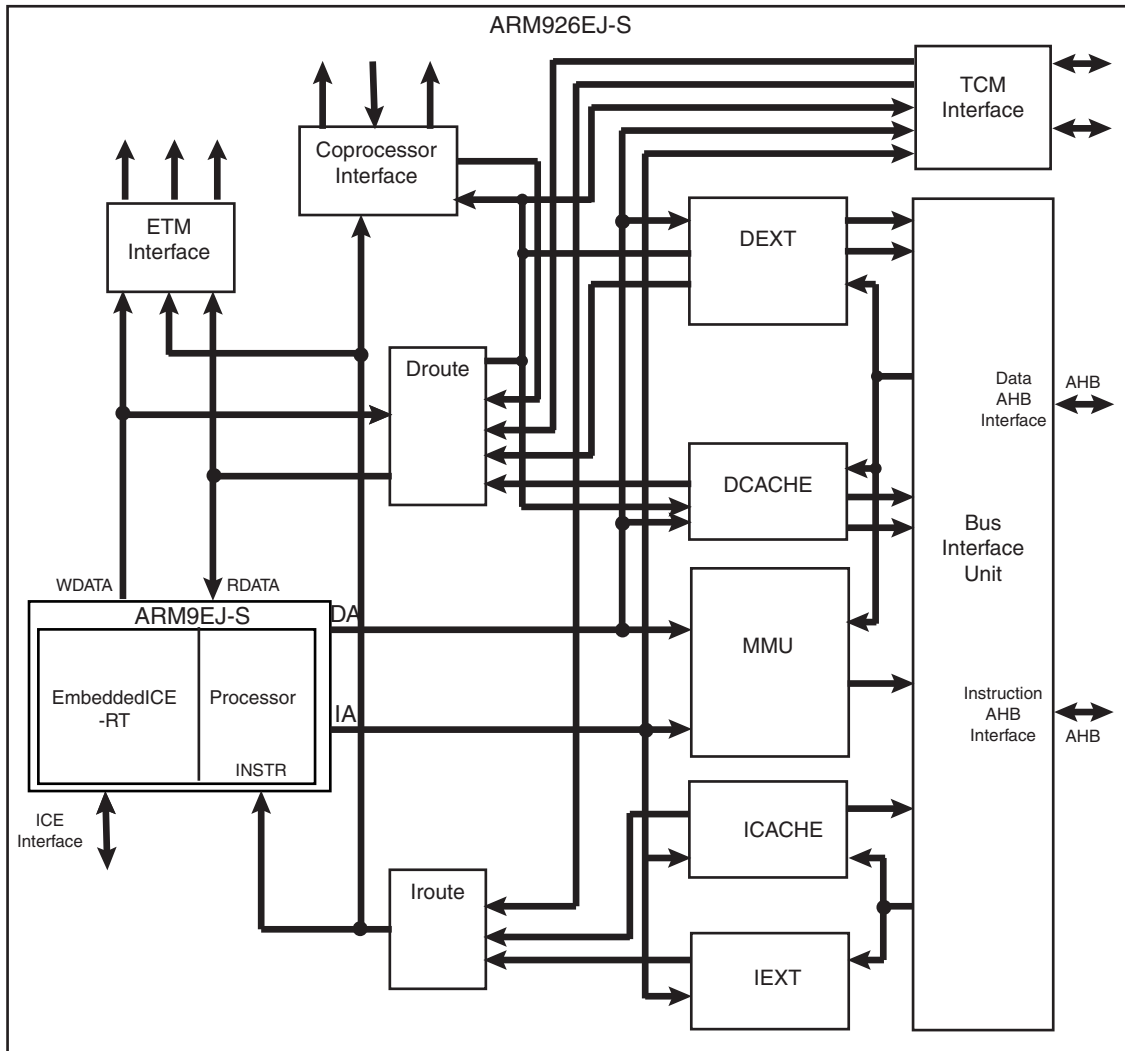 ARM926EJ-S
TCM
Interface
Coprocessor
Interface
ETM
Interface
DEXT
Droute
Data
AHB
Interface
AHB
DCACHE
Bus
Interface
Unit
WDATA
RDATA
ARM9EJ-S
DA
MMU
EmbeddedICE
-RT
Processor
IA
Instruction
AHB
Interface
AHB
INSTR
ICE
Interface
ICACHE
Iroute
IEXT